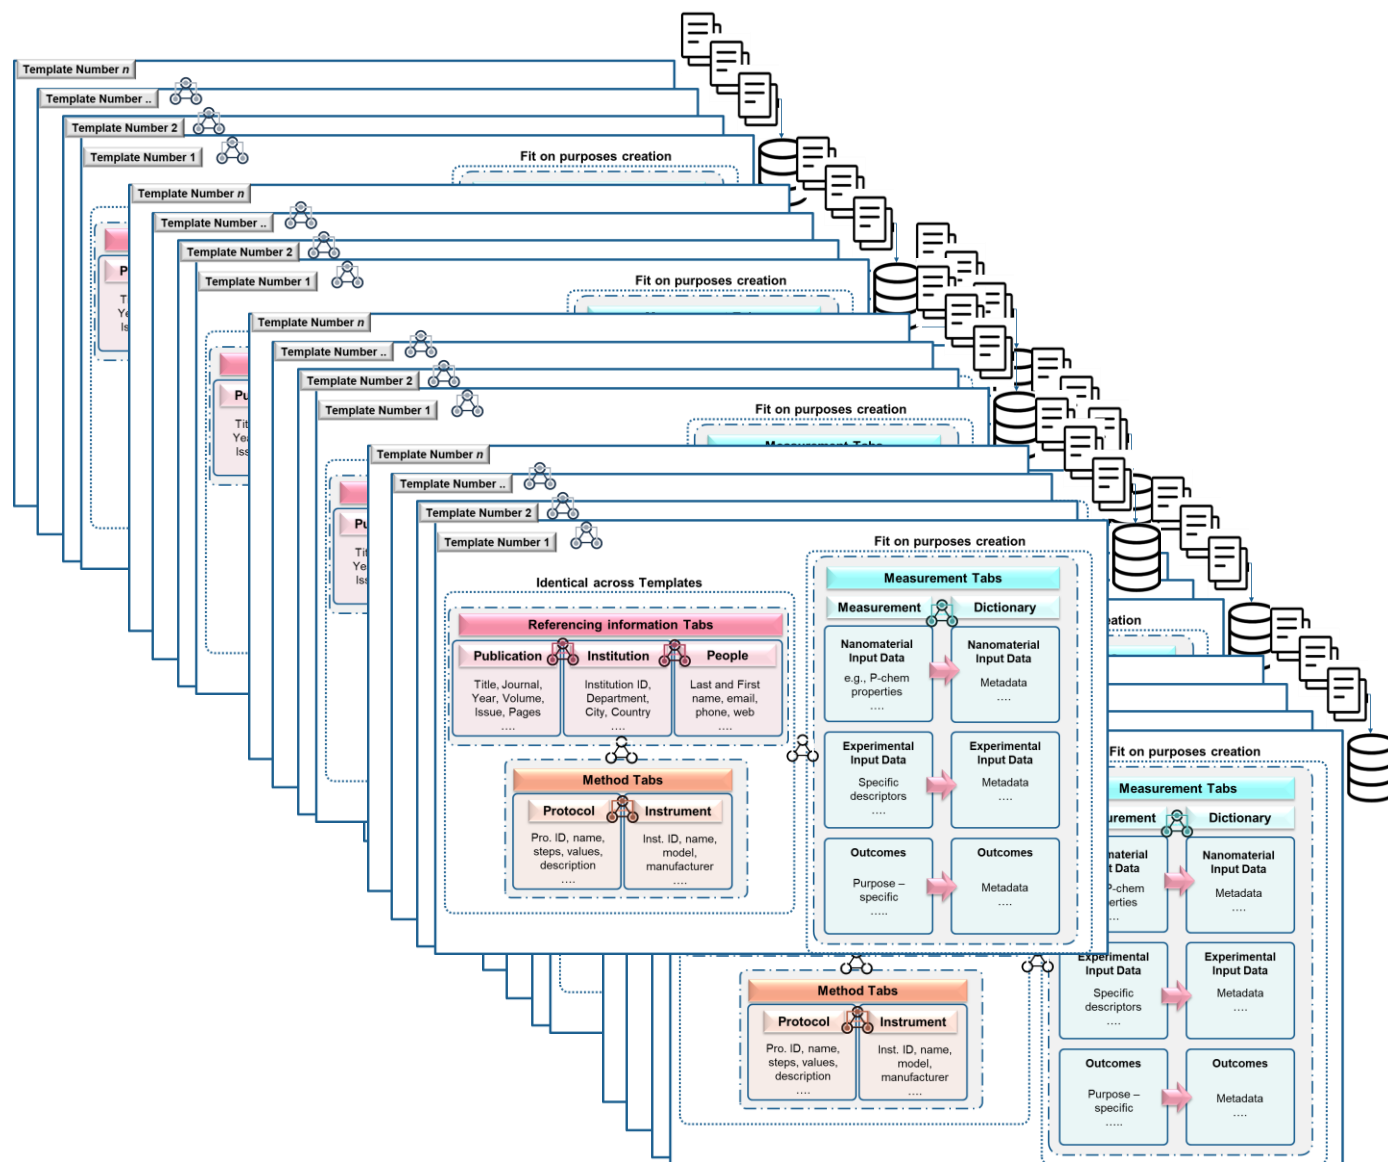 Template Number n
Template Number ..
Template Number 2
Template Number 1
Fit on purposes creation
Template Number n
Template Number ..
Template Number 2
Template Number 1
Fit on purposes creation
Template Number n
Template Number ..
Template Number 2
Template Number 1
Fit on purposes creation
Measurement Tabs
Template Number n
Template Number ..
Template Number 2
Template Number 1
Fit on purposes creation
Identical across Templates
Referencing information Tabs
Publication
Title, Journal,
Year, Volume,
Issue, Pages
....
Institution
Institution ID,
Department,
City, Country
....
People
Last and First
name, email,
phone, web
....
Method Tabs
Protocol
Pro. ID, name,
steps, values,
description
....
Instrument
Inst. ID, name,
model,
manufacturer
....
Measurement Tabs
Measurement
Dictionary
Nanomaterial
Input Data
e.g., P-chem
properties
....
Nanomaterial
Input Data
Metadata
....
Experimental
Input Data
Specific
descriptors
....
Experimental
Input Data
Metadata
....
Outcomes
Purpose –
specific
.....
Outcomes
Metadata
....
Fit on purposes creation
Measurement Tabs
Dictionary
Nanomaterial
Input Data
Metadata
....
Experimental
Input Data
Specific
descriptors
....
Experimental
Input Data
Metadata
....
Outcomes
Purpose –
specific
.....
Outcomes
Metadata
....
Method Tabs
Protocol
Pro. ID, name,
steps, values,
description
....
Instrument
Inst. ID, name,
model,
manufacturer
....